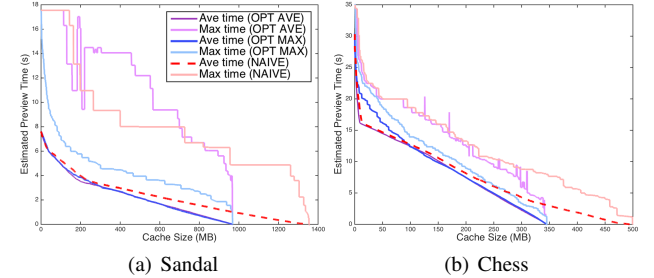 18
16
14
12
10
8
6
4
2
0
Estimated Preview Time (s)
0 200 400 600 800 1000 1200 1400
Cache Size (MB)
Ave time (OPT AVE)
Max time (OPT AVE)
Ave time (OPT MAX)
Max time (OPT MAX)
Ave time (NAIVE)
Max time (NAIVE)
(a) Sandal
35
30
25
20
15
10
5
0
Estimated Preview Time (s)
0 50 100 150 200 250 300 350 400 450 500
Cache Size (MB)
(b) Chess